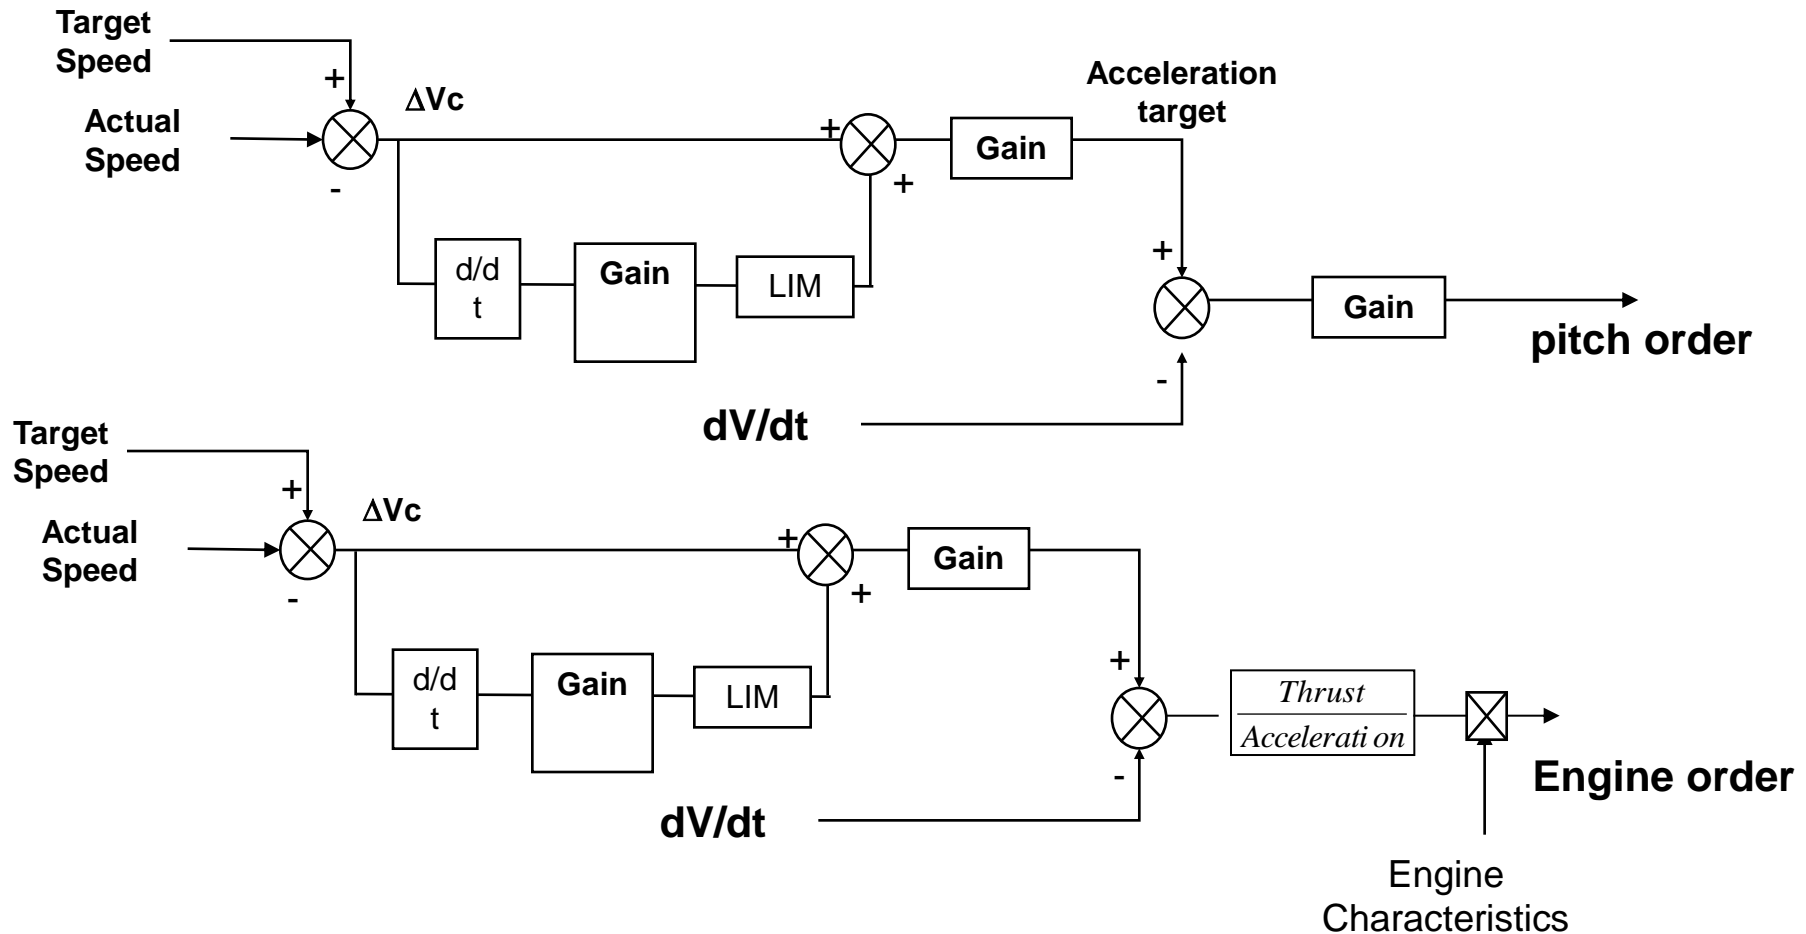 Target
Speed
+
Actual
Speed
-
ΔVc
+
+
Gain
Acceleration
target
d/d
t
Gain
LIM
+
-
dV/dt
Gain
pitch order
Target
Speed
+
Actual
Speed
-
ΔVc
+
+
Gain
d/d
t
Gain
LIM
+
-
dV/dt
Thrust
Accelerati on
Engine order
Engine
Characteristics